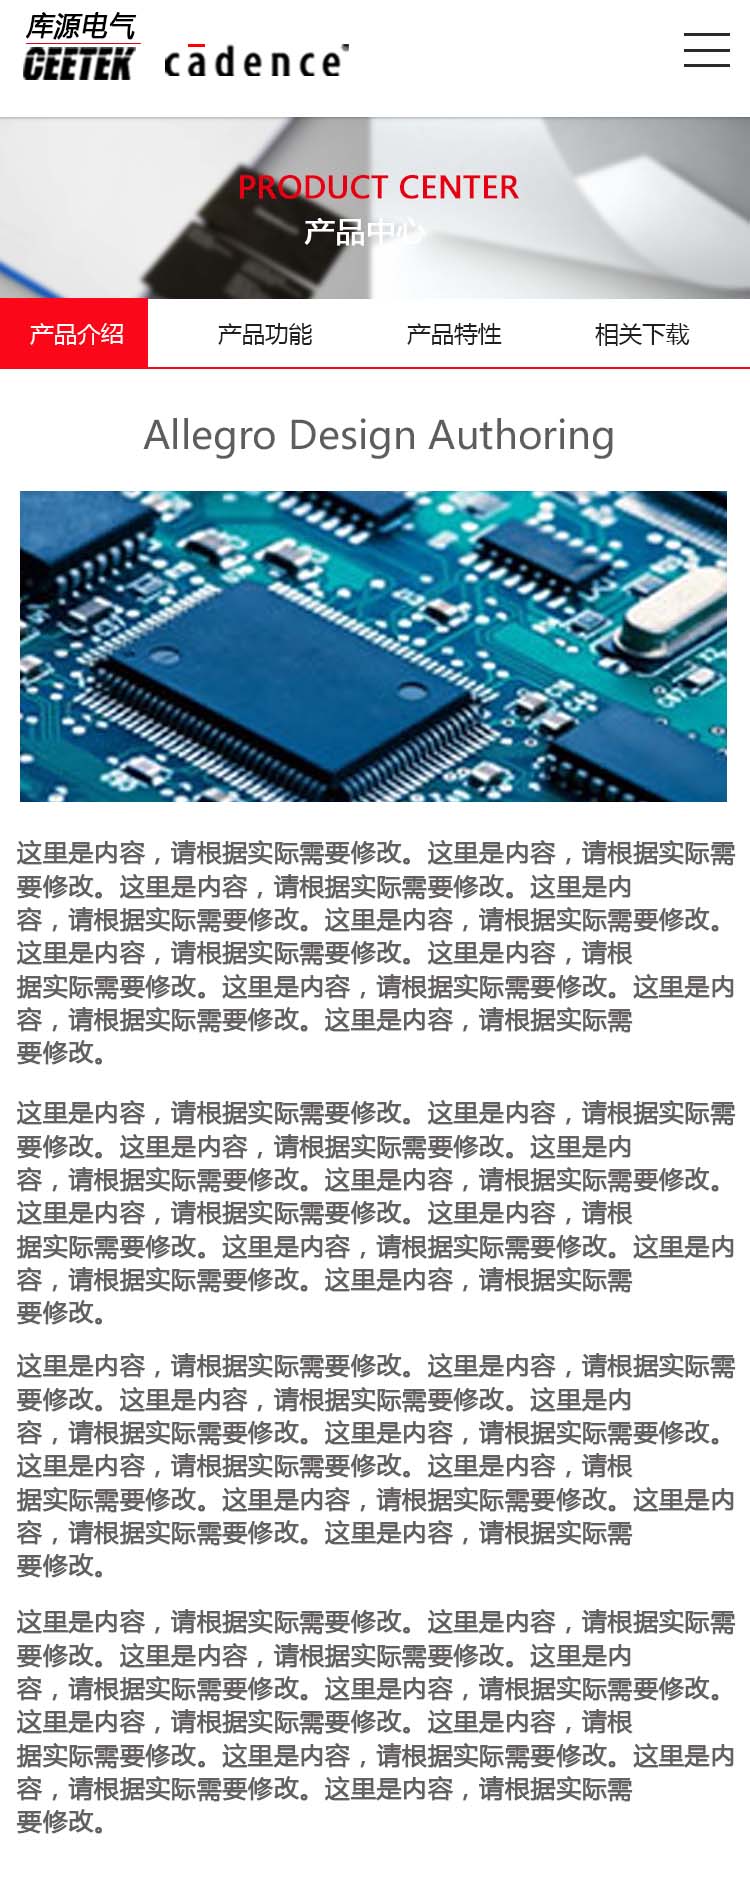 库源电气
CEETEK
cādence®
PRODUCT CENTER
产品中心
产品介绍 产品功能 产品特性 相关下载
Allegro Design Authoring
这里是内容，请根据实际需要修改。这里是内容，请根据实际需
要修改。这里是内容，请根据实际需要修改。这里是内
容，请根据实际需要修改。这里是内容，请根据实际需要修改。
这里是内容，请根据实际需要修改。这里是内容，请根
据实际需要修改。这里是内容，请根据实际需要修改。这里是内
容，请根据实际需要修改。这里是内容，请根据实际需
要修改。
这里是内容，请根据实际需要修改。这里是内容，请根据实际需
要修改。这里是内容，请根据实际需要修改。这里是内
容，请根据实际需要修改。这里是内容，请根据实际需要修改。
这里是内容，请根据实际需要修改。这里是内容，请根
据实际需要修改。这里是内容，请根据实际需要修改。这里是内
容，请根据实际需要修改。这里是内容，请根据实际需
要修改。
这里是内容，请根据实际需要修改。这里是内容，请根据实际需
要修改。这里是内容，请根据实际需要修改。这里是内
容，请根据实际需要修改。这里是内容，请根据实际需要修改。
这里是内容，请根据实际需要修改。这里是内容，请根
据实际需要修改。这里是内容，请根据实际需要修改。这里是内
容，请根据实际需要修改。这里是内容，请根据实际需
要修改。
这里是内容，请根据实际需要修改。这里是内容，请根据实际需
要修改。这里是内容，请根据实际需要修改。这里是内
容，请根据实际需要修改。这里是内容，请根据实际需要修改。
这里是内容，请根据实际需要修改。这里是内容，请根
据实际需要修改。这里是内容，请根据实际需要修改。这里是内
容，请根据实际需要修改。这里是内容，请根据实际需
要修改。